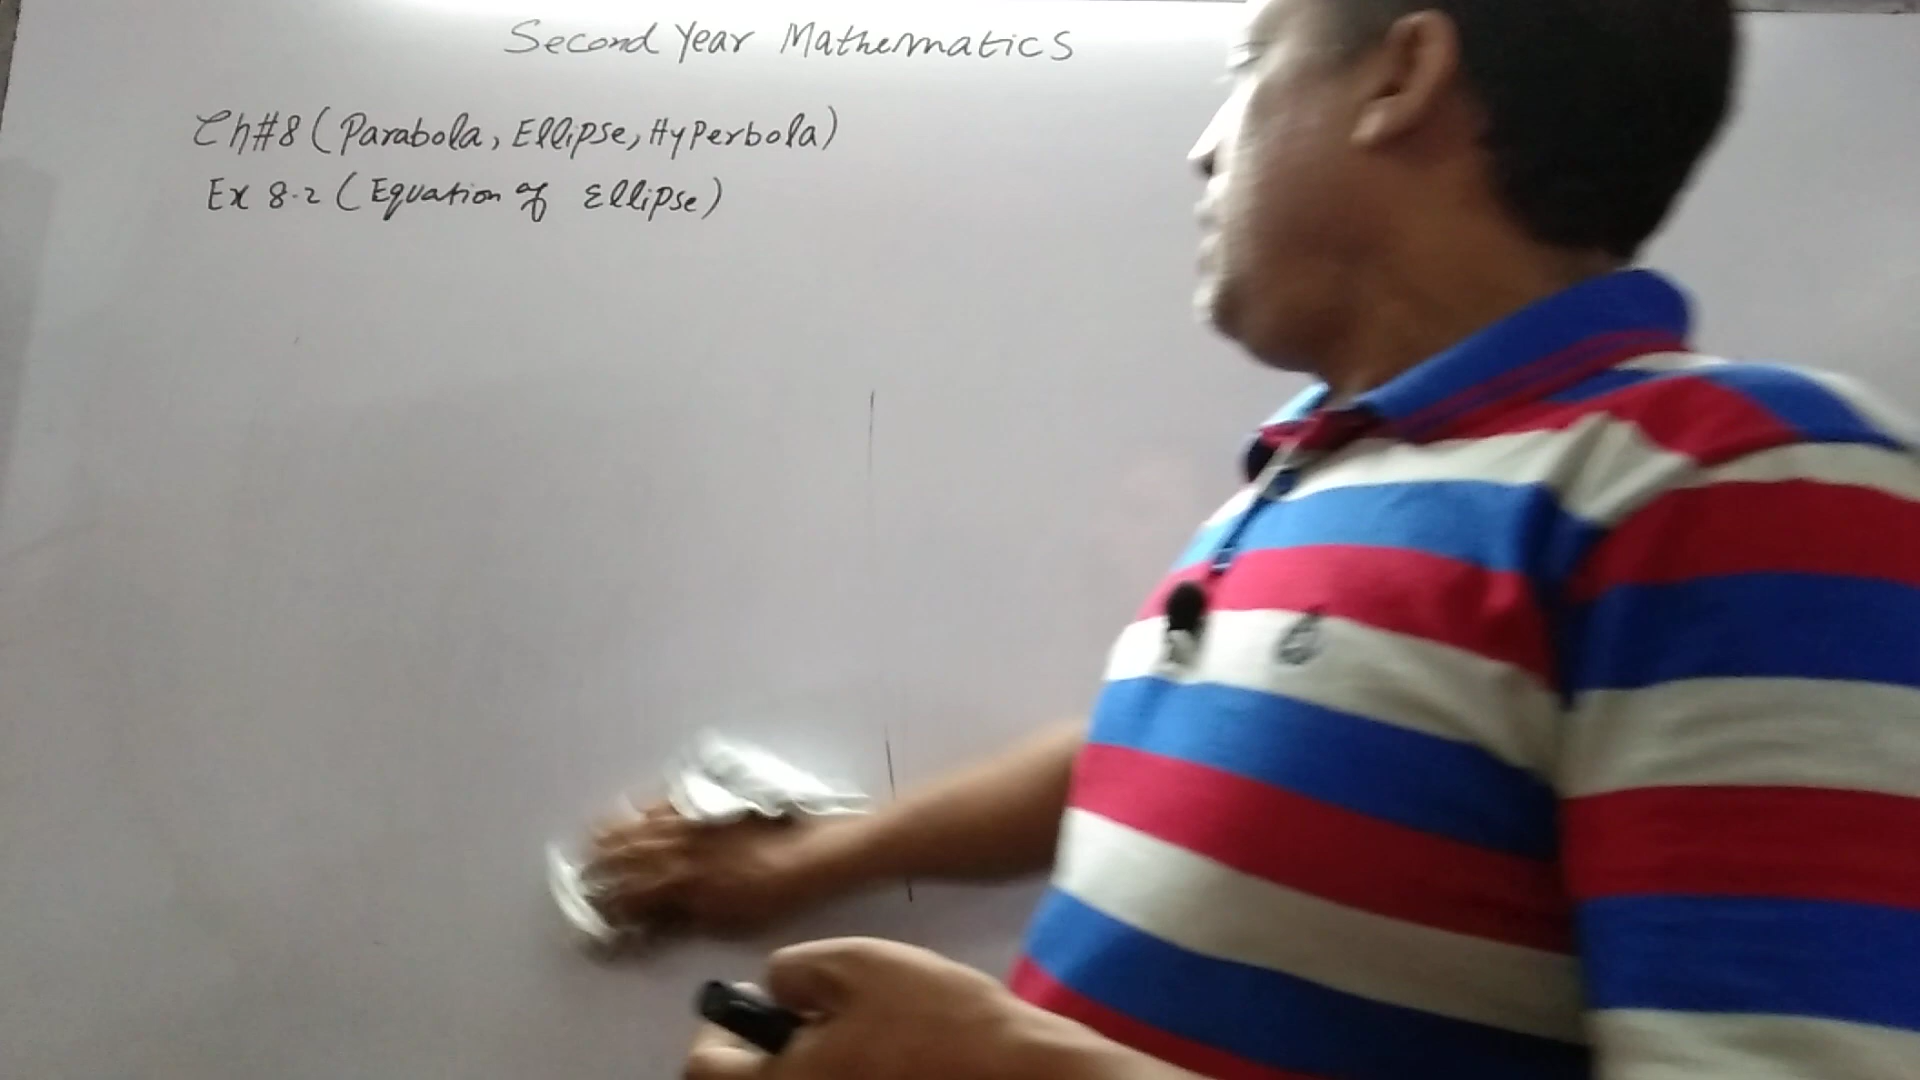 Second Year Mathematics
Ch#8 (Parabola, Ellipse, Hyperbola)
Ex 8.2 (Equation of Ellipse)